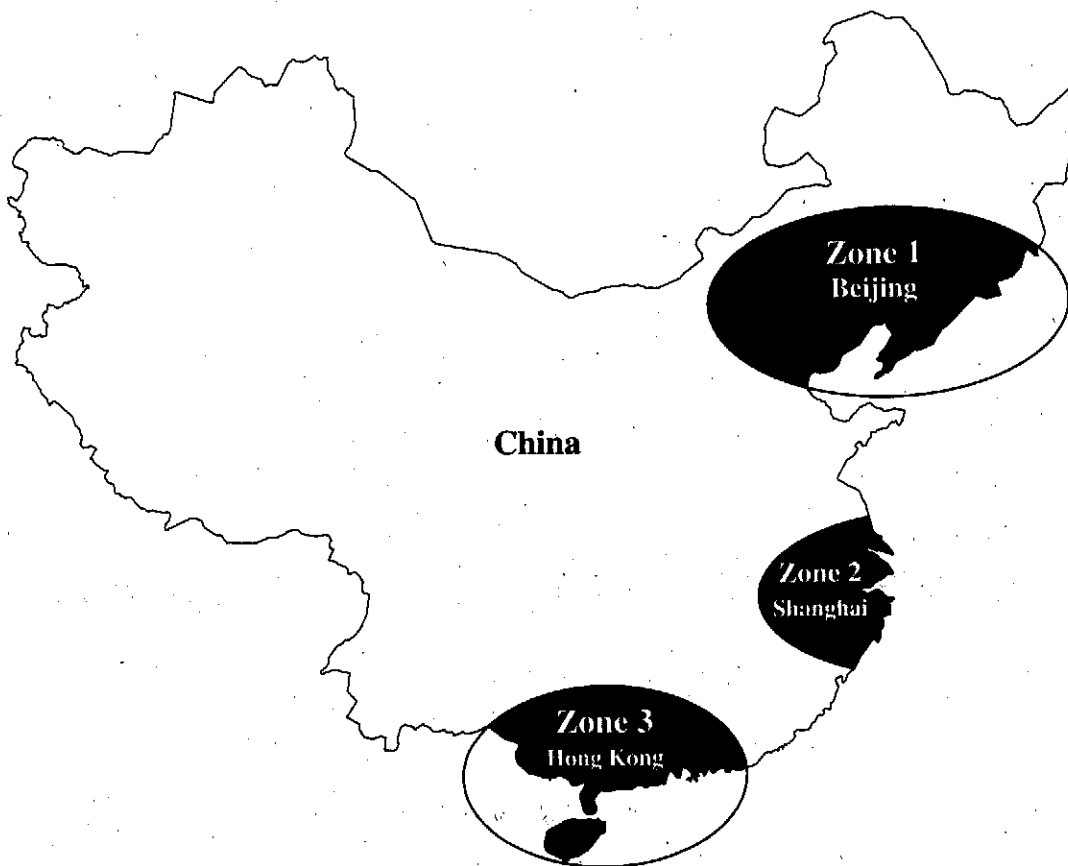 Zone 1
Beijing
China
Zone 2
Shanghai
Zone 3
Hong Kong